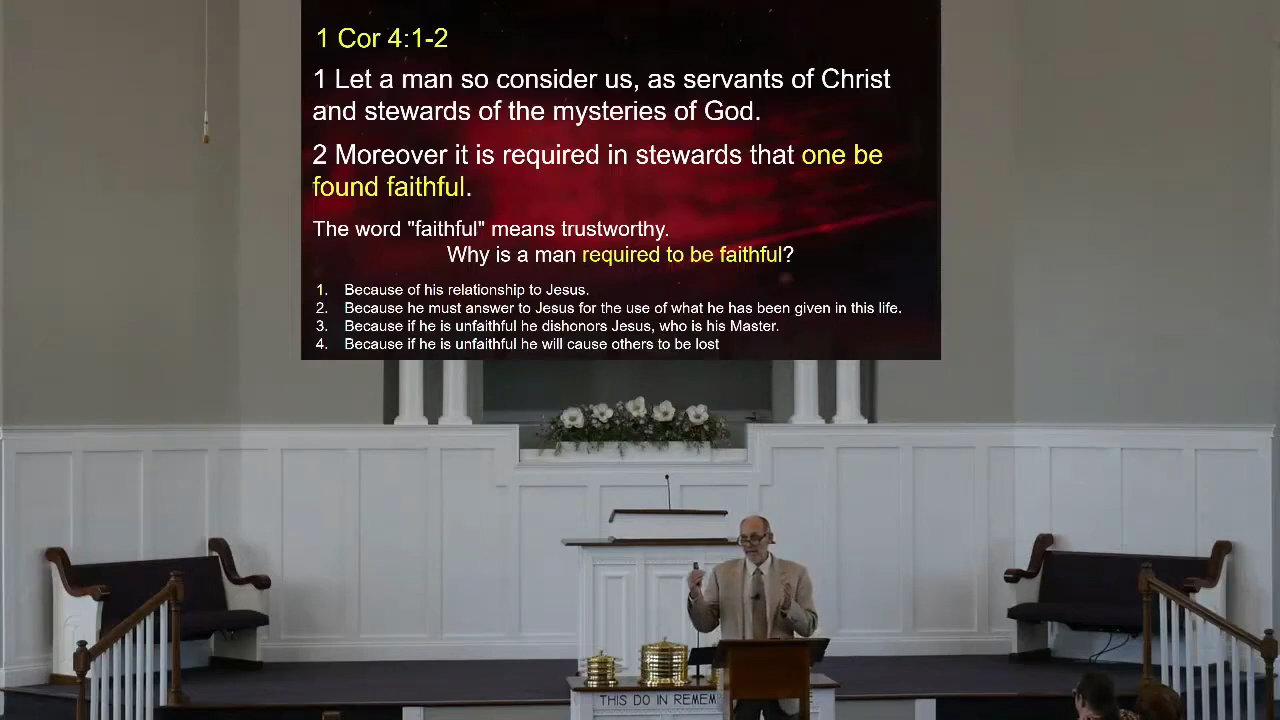 1 Cor 4:1-2
1 Let a man so consider us, as servants of Christ
and stewards of the mysteries of God.
2 Moreover it is required in stewards that one be
found faithful.
The word "faithful" means trustworthy.
Why is a man required to be faithful?
1. Because of his relationship to Jesus.
2. Because he must answer to Jesus for the use of what he has been given in this life.
3. Because if he is unfaithful he dishonors Jesus, who is his Master.
4. Because if he is unfaithful he will cause others to be lost
THIS DO IN REMEM